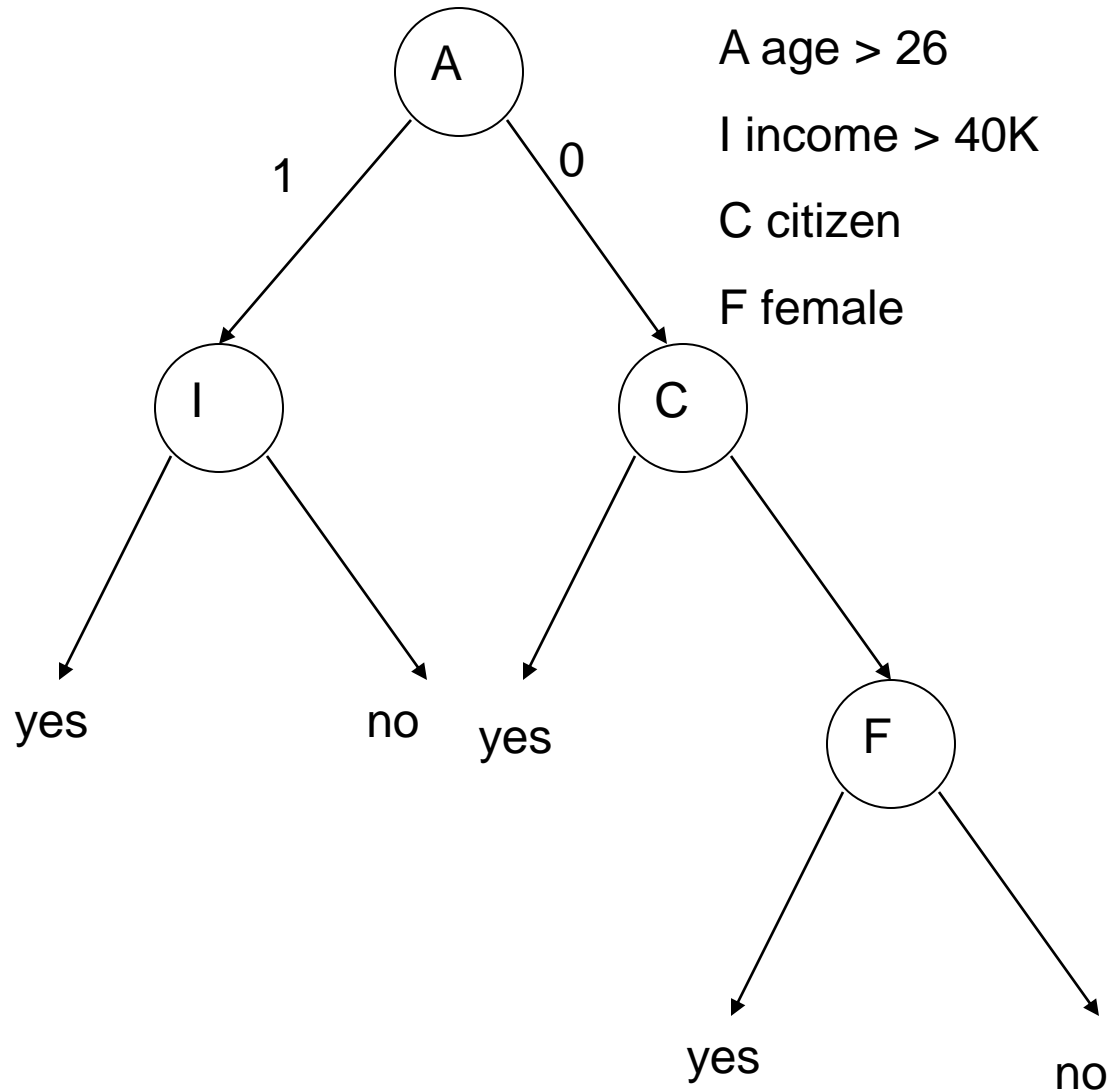 A
A age > 26
I income > 40K
C citizen
F female
1
0
I
C
yes
no
yes
F
yes
no